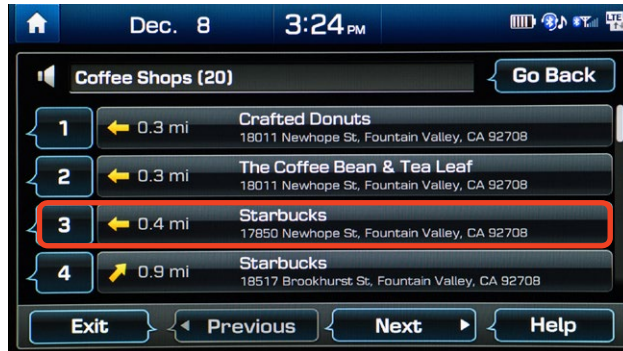 Dec. 8 3:24 PM LTE
Coffee Shops (20) Go Back
1 0.3 mi Crafted Donuts
18011 Newhope St, Fountain Valley, CA 92708
2 0.3 mi The Coffee Bean & Tea Leaf
18011 Newhope St, Fountain Valley, CA 92708
3 0.4 mi Starbucks
17850 Newhope St, Fountain Valley, CA 92708
4 0.9 mi Starbucks
18517 Brookhurst St, Fountain Valley, CA 92708
Exit Previous Next Help